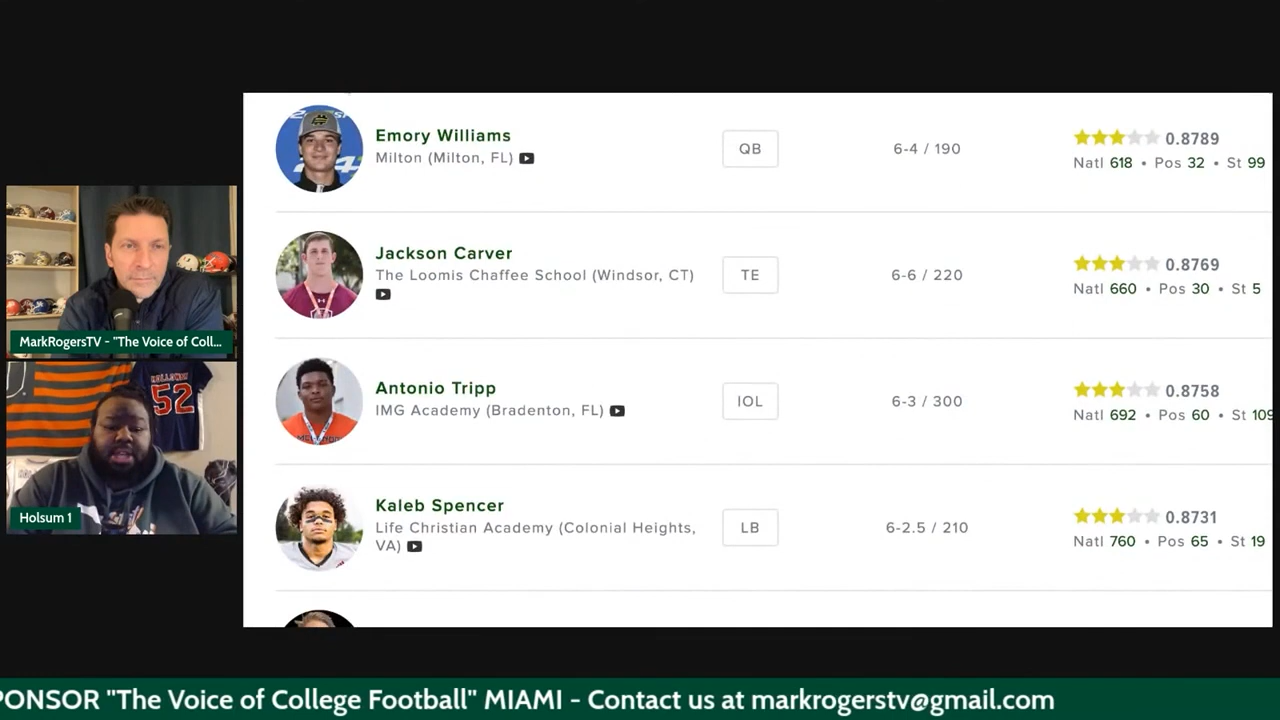 Emory Williams
Milton (Milton, FL)
QB
6-4 / 190
0.8789
Natl 618 • Pos 32 • St 99
Jackson Carver
The Loomis Chaffee School (Windsor, CT)
TE
6-6 / 220
0.8769
Natl 660 • Pos 30 • St 5
Antonio Tripp
IMG Academy (Bradenton, FL)
IOL
6-3 / 300
0.8758
Natl 692 • Pos 60 • St 109
Kaleb Spencer
Life Christian Academy (Colonial Heights,
VA)
LB
6-2.5 / 210
0.8731
Natl 760 • Pos 65 • St 19
MarkRogersTV - "The Voice of Coll...
52
Holsum 1
PONSOR "The Voice of College Football" MIAMI - Contact us at markrogerstv@gmail.com